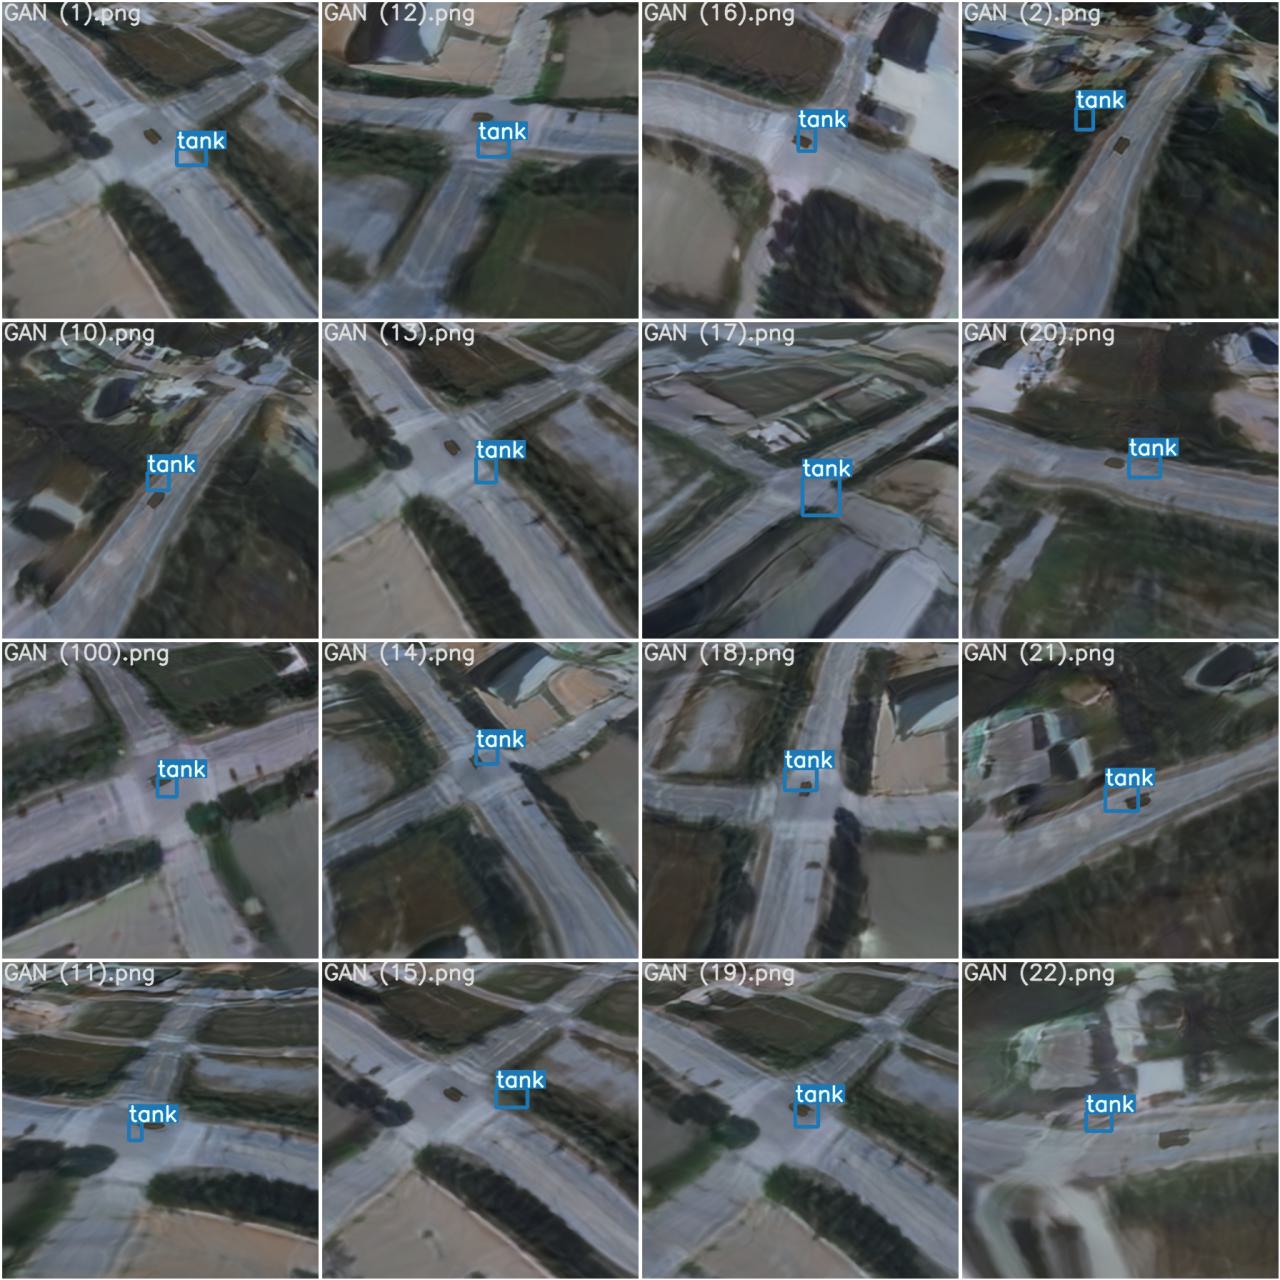 GAN (1).png
tank
GAN (12).png
tank
GAN (16).png
tank
GAN (2).png
tank
GAN (10).png
tank
GAN (13).png
tank
GAN (17).png
tank
GAN (20).png
tank
GAN (100).png
tank
GAN (14).png
tank
GAN (18).png
tank
GAN (21).png
tank
GAN (11).png
tank
GAN (15).png
tank
GAN (19).png
tank
GAN (22).png
tank